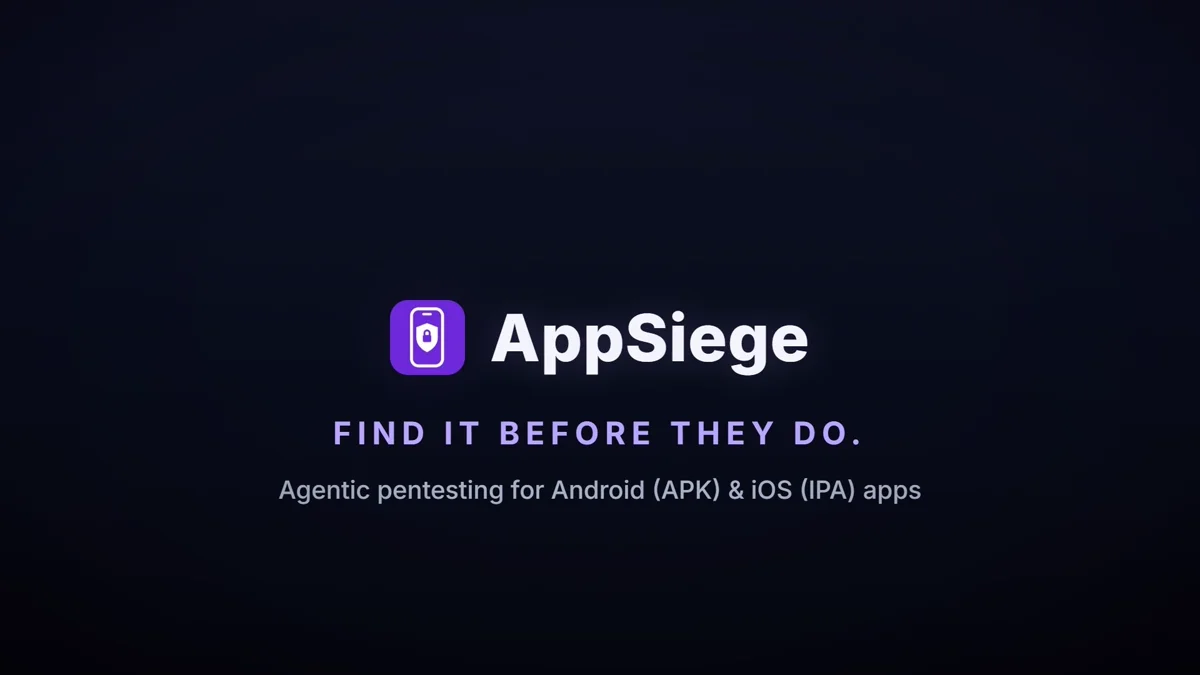 AppSiege
FIND IT BEFORE THEY DO.
Agentic pentesting for Android (APK) & iOS (IPA) apps